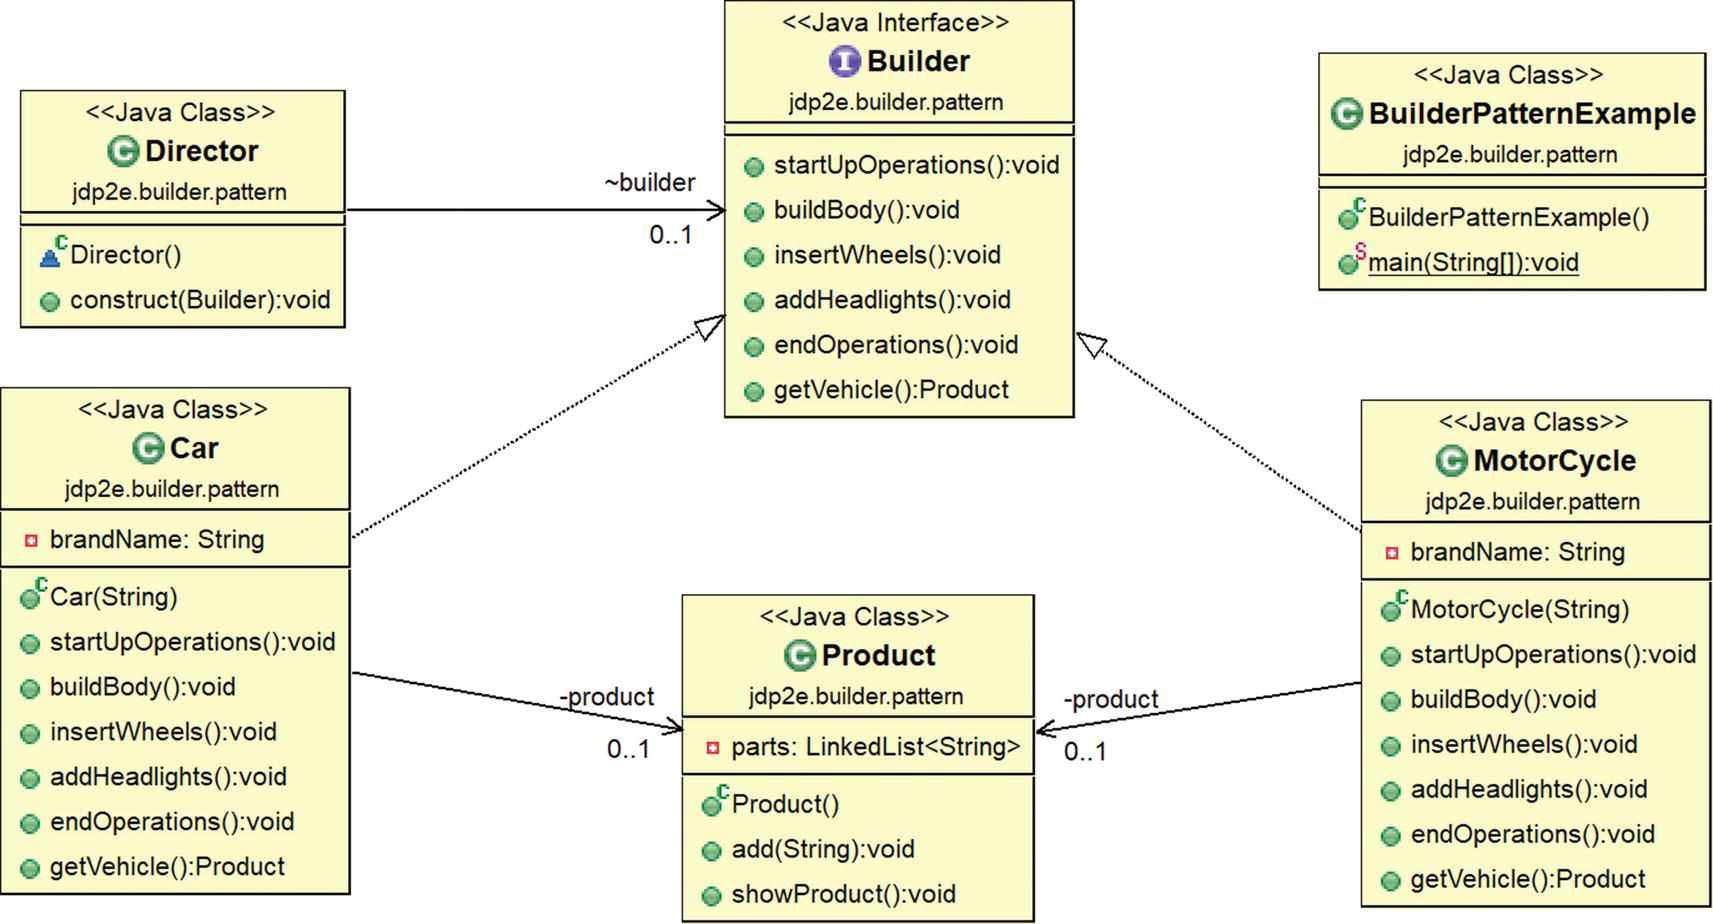 <<Java Class>>
Director
jdp2e.builder.pattern
Director()
construct(Builder):void
~builder
0..1
<<Java Interface>>
Builder
jdp2e.builder.pattern
startUpOperations():void
buildBody():void
insertWheels():void
addHeadlights():void
endOperations():void
getVehicle():Product
<<Java Class>>
BuilderPatternExample
jdp2e.builder.pattern
BuilderPatternExample()
main(String[]):void
<<Java Class>>
Car
jdp2e.builder.pattern
brandName: String
Car(String)
startUpOperations():void
buildBody():void
insertWheels():void
addHeadlights():void
endOperations():void
getVehicle():Product
-product
0..1
<<Java Class>>
Product
jdp2e.builder.pattern
parts: LinkedList<String>
Product()
add(String):void
showProduct():void
-product
0..1
<<Java Class>>
MotorCycle
jdp2e.builder.pattern
brandName: String
MotorCycle(String)
startUpOperations():void
buildBody():void
insertWheels():void
addHeadlights():void
endOperations():void
getVehicle():Product